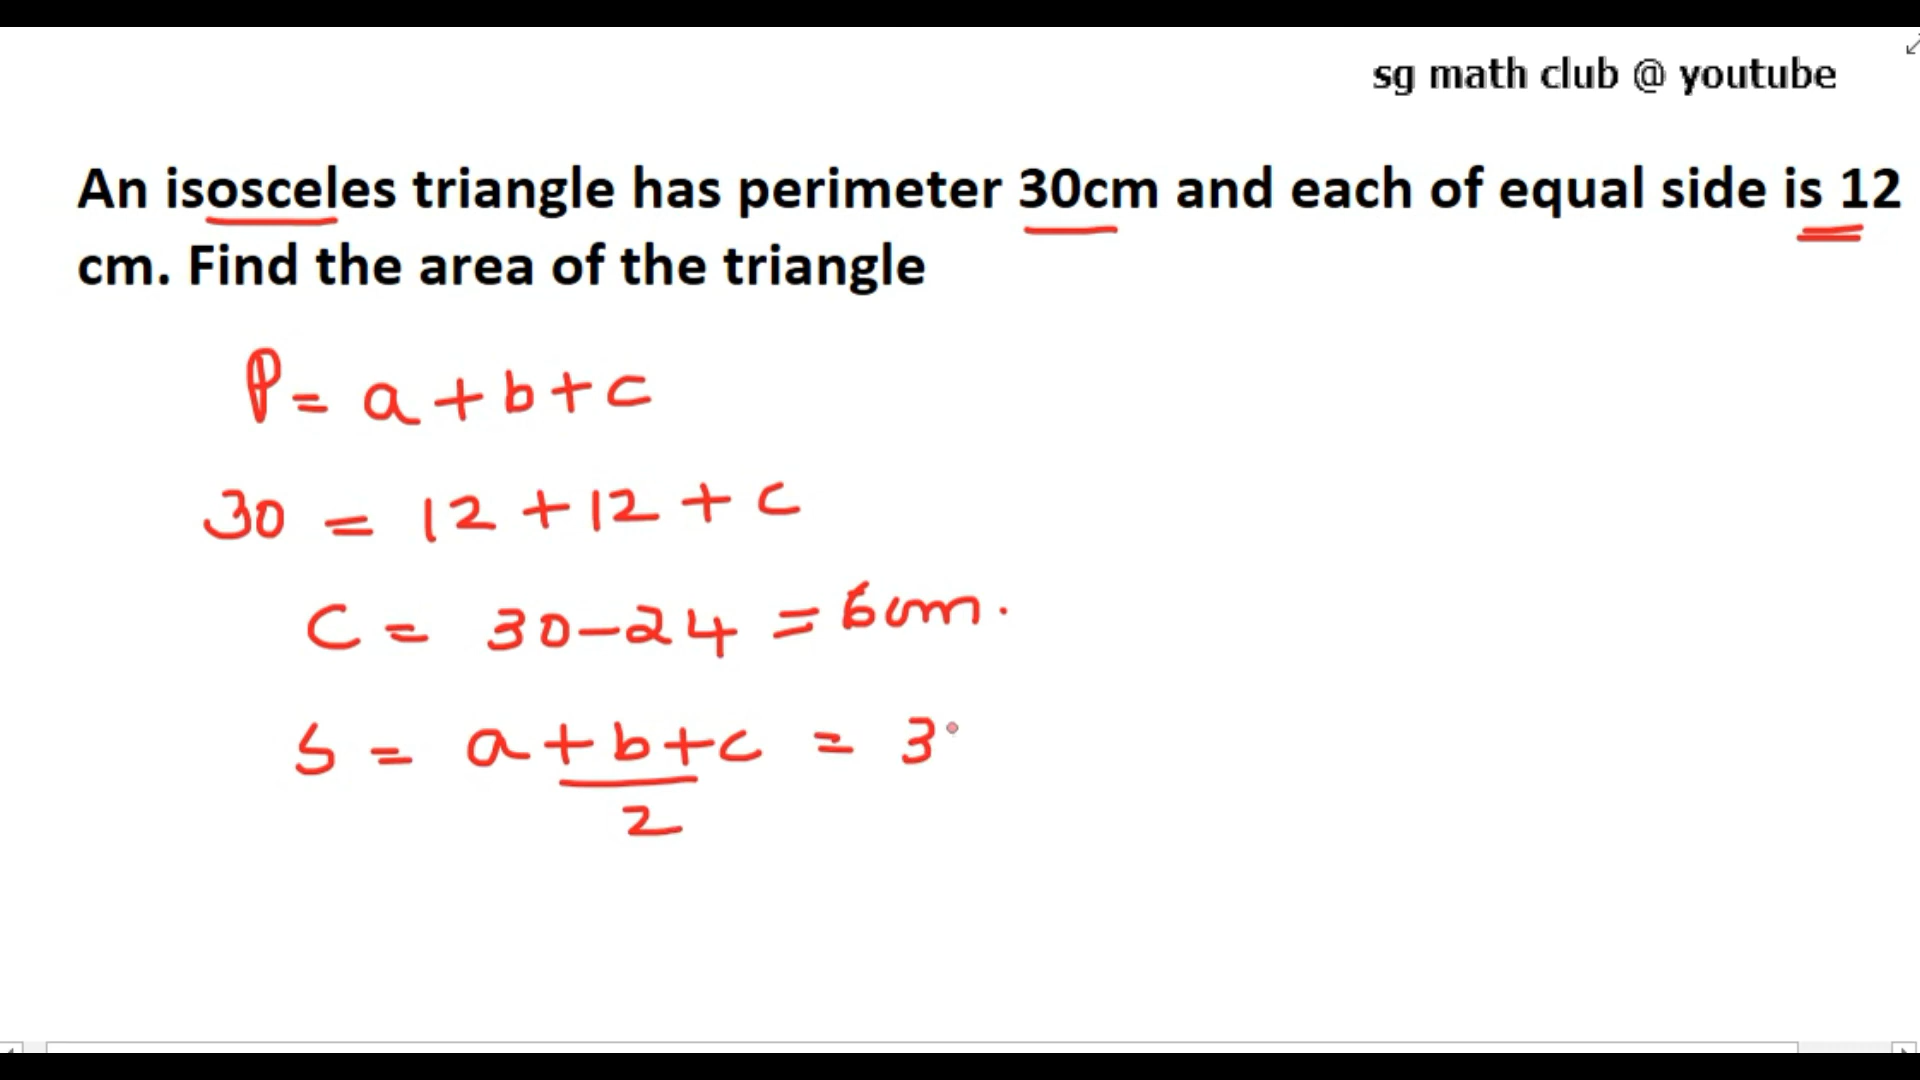 sg math club @ youtube
An isosceles triangle has perimeter 30cm and each of equal side is 12
cm. Find the area of the triangle
P = a + b + c
30 = 12 + 12 + c
C = 30 - 24 = 6cm.
S = a + b + c = 3
2